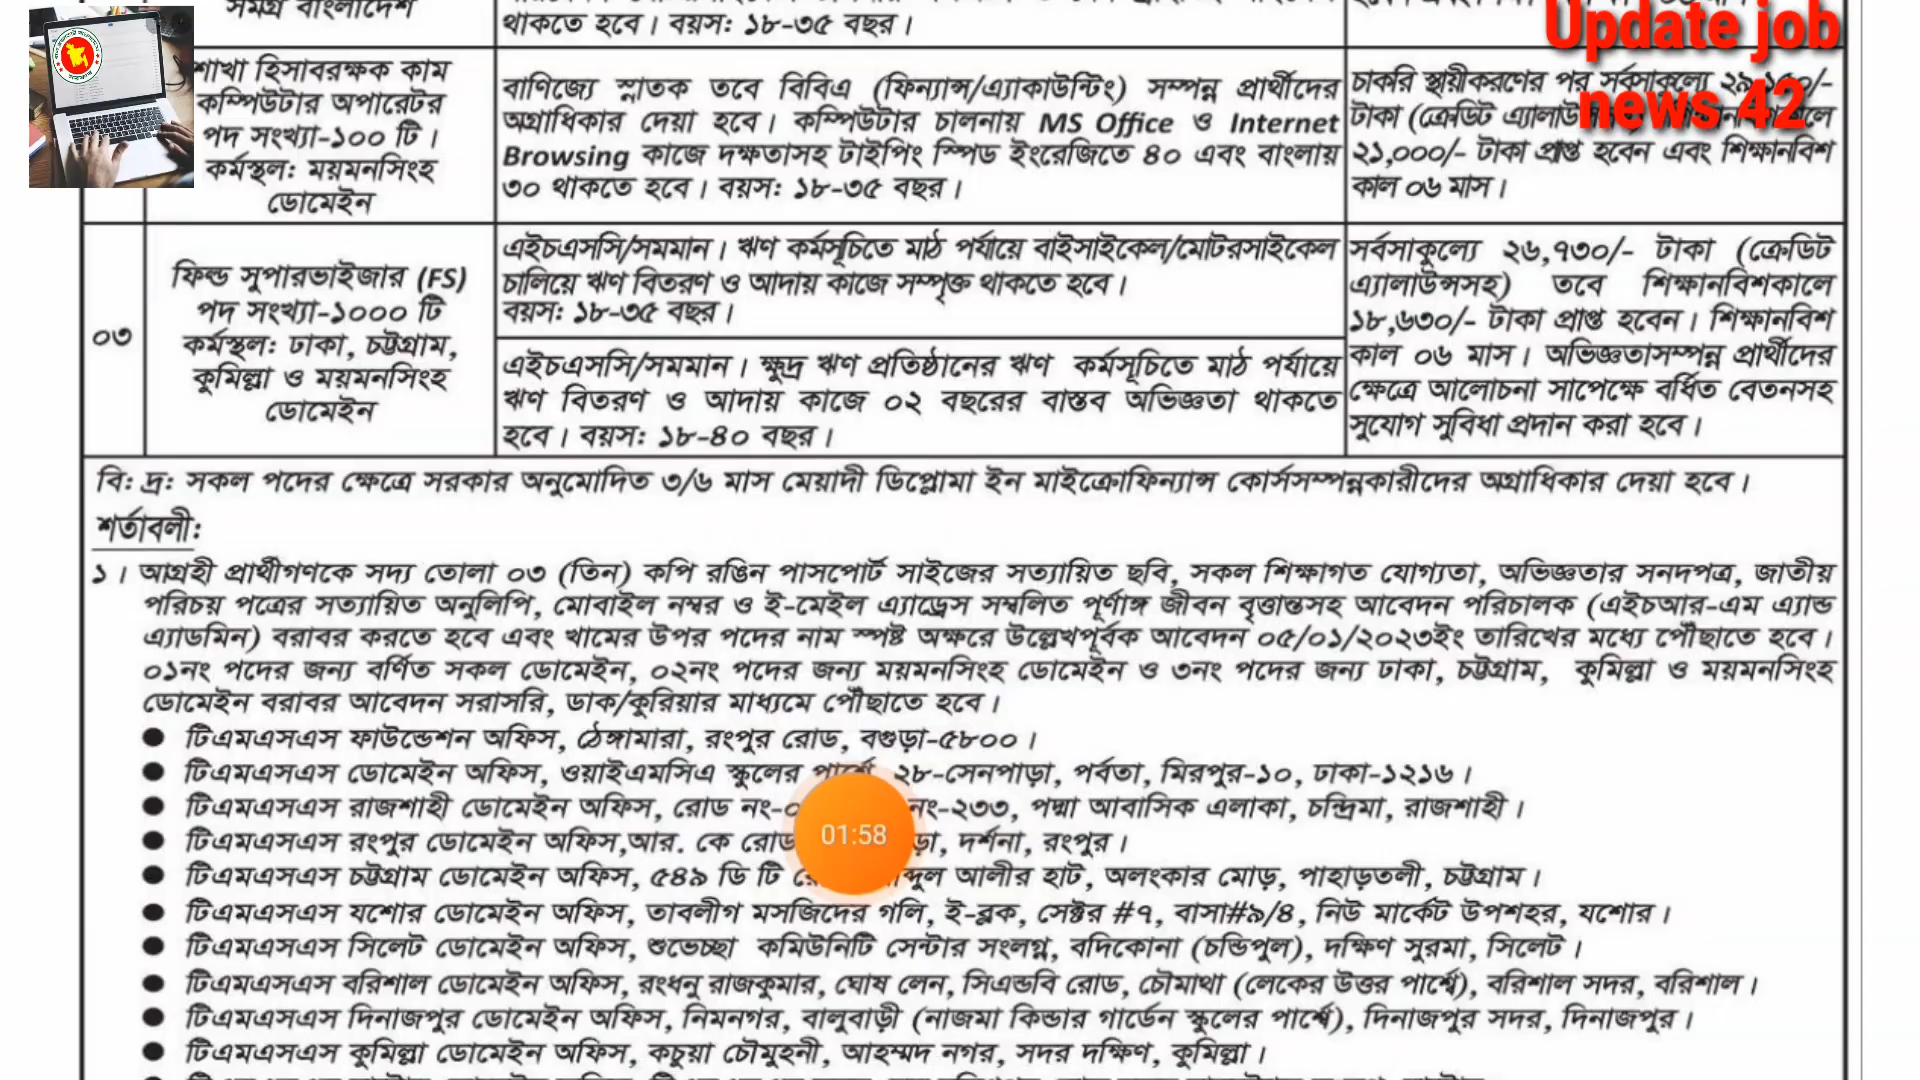 সমগ্র বাংলাদেশ
থাকতে হবে। বয়স: ১৮-৩৫ বছর।
Update job
news 42
শাখা হিসাবরক্ষক কাম
কম্পিউটার অপারেটর
পদ সংখ্যা-১০০ টি।
কর্মস্থল: ময়মনসিংহ
ডোমেইন
বাণিজ্যে স্নাতক তবে বিবিএ (ফিন্যান্স/এ্যাকাউন্টিং) সম্পন্ন প্রার্থীদের
অগ্রাধিকার দেয়া হবে। কম্পিউটার চালনায় MS Office ও Internet
Browsing কাজে দক্ষতাসহ টাইপিং স্পিড ইংরেজিতে ৪০ এবং বাংলায়
৩০ থাকতে হবে। বয়স: ১৮-৩৫ বছর।
চাকরি স্থায়ীকরণের পর সর্বসাকুল্যে ২৯,১৫০/-
টাকা (ক্রেডিট
২১,০০০/- টাকা প্রাপ্ত হবেন এবং শিক্ষানবিশ
কাল ০৬ মাস।
০৩
ফিল্ড সুপারভাইজার (FS)
পদ সংখ্যা-১০০০ টি
কর্মস্থল: ঢাকা, চট্টগ্রাম,
কুমিল্লা ও ময়মনসিংহ
ডোমেইন
এইচএসসি/সমমান। ঋণ কর্মসূচিতে মাঠ পর্যায়ে বাইসাইকেল/মোটরসাইকেল
চালিয়ে ঋণ বিতরণ ও আদায় কাজে সম্পৃক্ত থাকতে হবে।
বয়স: ১৮-৩৫ বছর।
এইচএসসি/সমমান। ক্ষুদ্র ঋণ প্রতিষ্ঠানের ঋণ কর্মসূচিতে মাঠ পর্যায়ে
ঋণ বিতরণ ও আদায় কাজে ০২ বছরের বাস্তব অভিজ্ঞতা থাকতে
হবে। বয়স: ১৮-৪০ বছর।
সর্বসাকুল্যে ২৬,৭৩০/- টাকা (ক্রেডিট
এ্যালাউন্সসহ) তবে শিক্ষানবিশকালে
১৮,৬৩০/- টাকা প্রাপ্ত হবেন। শিক্ষানবিশ
কাল ০৬ মাস। অভিজ্ঞতাসম্পন্ন প্রার্থীদের
ক্ষেত্রে আলোচনা সাপেক্ষে বর্ধিত বেতনসহ
সুযোগ সুবিধা প্রদান করা হবে।
বি: দ্র: সকল পদের ক্ষেত্রে সরকার অনুমোদিত ৩/৬ মাস মেয়াদী ডিপ্লোমা ইন মাইক্রোফিন্যান্স কোর্সসম্পন্নকারীদের অগ্রাধিকার দেয়া হবে।
শর্তাবলী:
১। আগ্রহী প্রার্থীগণকে সদ্য তোলা ০৩ (তিন) কপি রঙিন পাসপোর্ট সাইজের সত্যায়িত ছবি, সকল শিক্ষাগত যোগ্যতা, অভিজ্ঞতার সনদপত্র, জাতীয়
পরিচয় পত্রের সত্যায়িত অনুলিপি, মোবাইল নম্বর ও ই-মেইল এ্যাড্রেস সম্বলিত পূর্ণাঙ্গ জীবন বৃত্তান্তসহ আবেদন পরিচালক (এইচআর-এম এ্যান্ড
এ্যাডমিন) বরাবর করতে হবে এবং খামের উপর পদের নাম স্পষ্ট অক্ষরে উল্লেখপূর্বক আবেদন ০৫/০১/২০২৩ইং তারিখের মধ্যে পৌঁছাতে হবে।
০১নং পদের জন্য বর্ণিত সকল ডোমেইন, ০২নং পদের জন্য ময়মনসিংহ ডোমেইন ও ৩নং পদের জন্য ঢাকা, চট্টগ্রাম, কুমিল্লা ও ময়মনসিংহ
ডোমেইন বরাবর আবেদন সরাসরি, ডাক/কুরিয়ার মাধ্যমে পৌঁছাতে হবে।
● টিএমএসএস ফাউন্ডেশন অফিস, ঠেঙ্গামারা, রংপুর রোড, বগুড়া-৫৮০০।
● টিএমএসএস ডোমেইন অফিস, ওয়াইএমসিএ স্কুলের পার্শ্বে, ২৮-সেনপাড়া, পর্বতা, মিরপুর-১০, ঢাকা-১২১৬।
● টিএমএসএস রাজশাহী ডোমেইন অফিস, রোড নং-০ নং-২৩৩, পদ্মা আবাসিক এলাকা, চন্দ্রিমা, রাজশাহী।
● টিএমএসএস রংপুর ডোমেইন অফিস,আর. কে রোড দর্শনা, রংপুর।
● টিএমএসএস চট্টগ্রাম ডোমেইন অফিস, ৫৪৯ ডি টি আলীর হাট, অলংকার মোড়, পাহাড়তলী, চট্টগ্রাম।
● টিএমএসএস যশোর ডোমেইন অফিস, তাবলীগ মসজিদের গলি, ই-ব্লক, সেক্টর #৭, বাসা#৯/৪, নিউ মার্কেট উপশহর, যশোর।
● টিএমএসএস সিলেট ডোমেইন অফিস, শুভেচ্ছা কমিউনিটি সেন্টার সংলগ্ন, বদিকোনা (চন্ডিপুল), দক্ষিণ সুরমা, সিলেট।
● টিএমএসএস বরিশাল ডোমেইন অফিস, রংধনু রাজকুমার, ঘোষ লেন, সিএন্ডবি রোড, চৌমাথা (লেকের উত্তর পার্শ্বে), বরিশাল সদর, বরিশাল।
● টিএমএসএস দিনাজপুর ডোমেইন অফিস, নিমনগর, বালুবাড়ী (নাজমা কিন্ডার গার্ডেন স্কুলের পার্শ্বে), দিনাজপুর সদর, দিনাজপুর।
● টিএমএসএস কুমিল্লা ডোমেইন অফিস, কচুয়া চৌমুহনী, আহম্মদ নগর, সদর দক্ষিণ, কুমিল্লা।
01:58